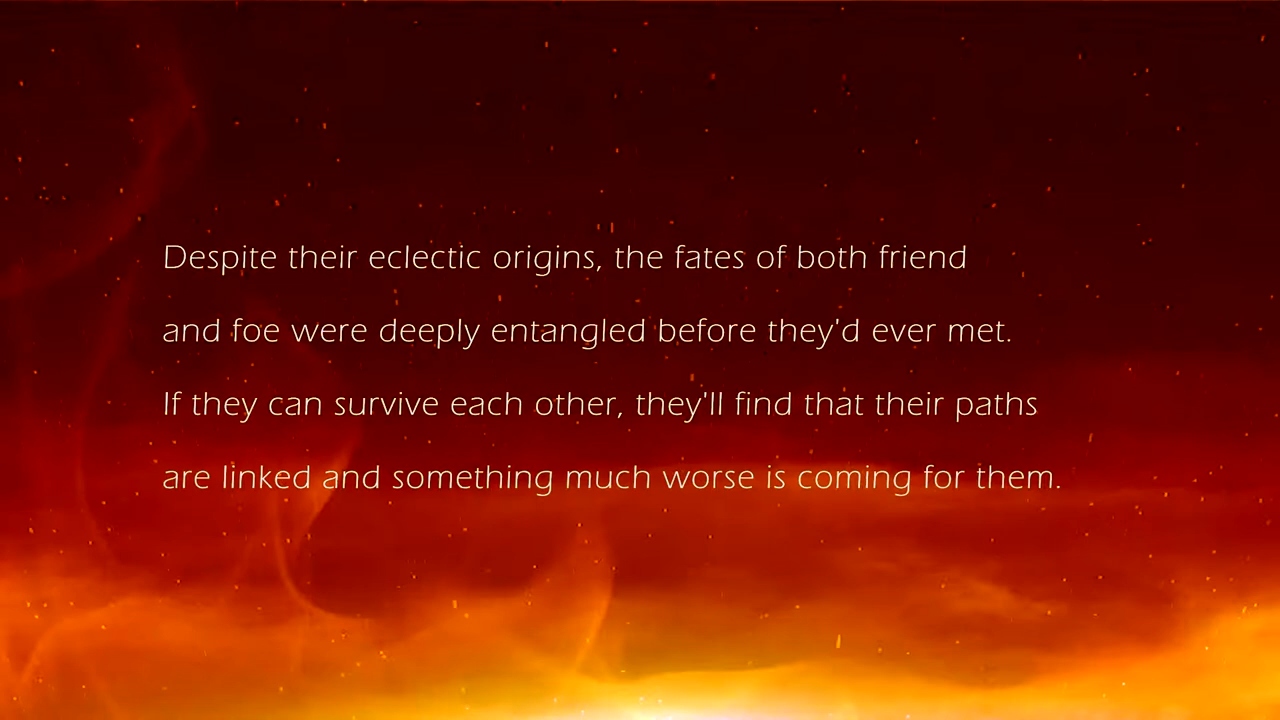 Despite their eclectic origins, the fates of both friend
and foe were deeply entangled before they'd ever met.
If they can survive each other, they'll find that their paths
are linked and something much worse is coming for them.